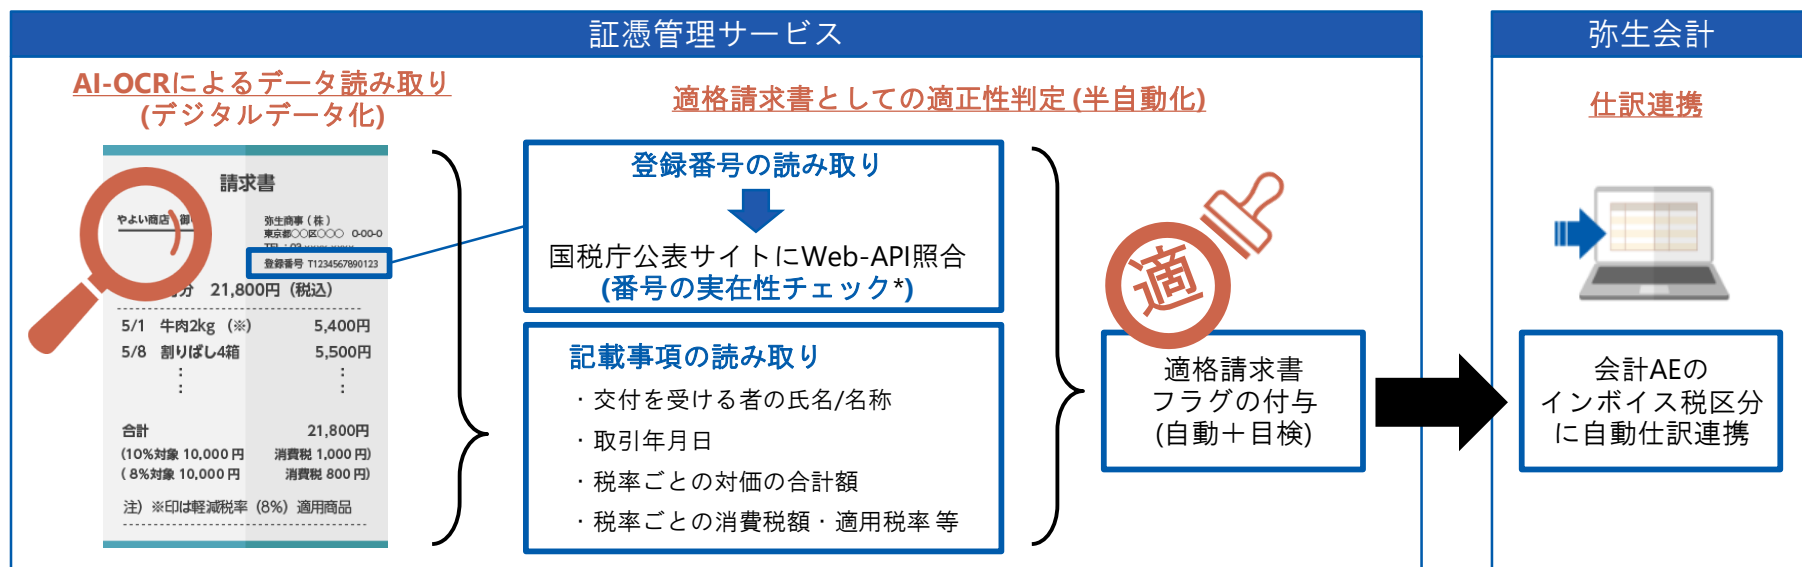 証憑管理サービス
AI-OCRによるデータ読み取り
(デジタルデータ化)
請求書
やよい商店 御
弥生商事（株）
東京都〇〇区〇〇〇 0-00-0
登録番号 T1234567890123
分 21,800円（税込）
5/1 牛肉2kg （※） 5,400円
5/8 割りばし4箱 5,500円
： ：
： ：
合計 21,800円
(10%対象 10,000 円 消費税 1,000 円)
( 8%対象 10,000 円 消費税 800 円)
注）※印は軽減税率（8%）適用商品
適格請求書としての適正性判定 (半自動化)
登録番号の読み取り
国税庁公表サイトにWeb-API照合
(番号の実在性チェック*)
記載事項の読み取り
・交付を受ける者の氏名/名称
・取引年月日
・税率ごとの対価の合計額
・税率ごとの消費税額・適用税率 等
適
適格請求書
フラグの付与
(自動＋目検)
弥生会計
仕訳連携
会計AEの
インボイス税区分
に自動仕訳連携